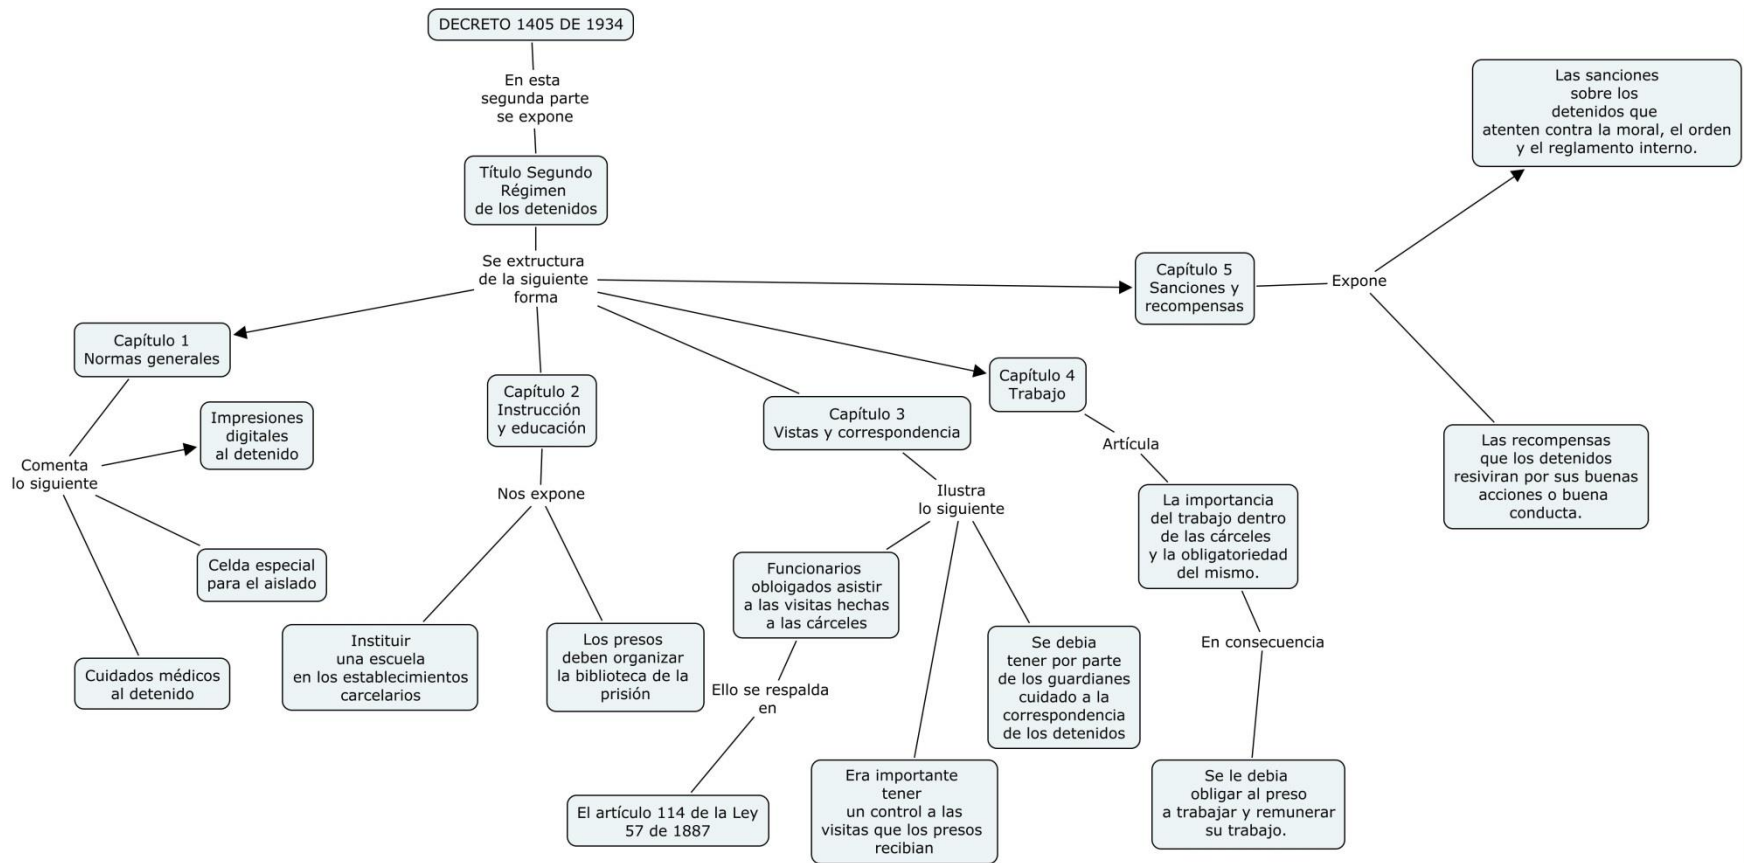 DECRETO 1405 DE 1934
En esta
segunda parte
se expone
Título Segundo
Régimen
de los detenidos
Se extructura
de la siguiente
forma
Capítulo 1
Normas generales
Comenta
lo siguiente
Impresiones
digitales
al detenido
Celda especial
para el aislado
Cuidados médicos
al detenido
Capítulo 2
Instrucción
y educación
Nos expone
Instituir
una escuela
en los establecimientos
carcelarios
Los presos
deben organizar
la biblioteca de la
prisión
Capítulo 3
Vistas y correspondencia
Ilustra
lo siguiente
Funcionarios
obloigados asistir
a las visitas hechas
a las cárceles
Ello se respalda
en
El artículo 114 de la Ley
57 de 1887
Era importante
tener
un control a las
visitas que los presos
recibian
Se debia
tener por parte
de los guardianes
cuidado a la
correspondencia
de los detenidos
Capítulo 4
Trabajo
Artícula
La importancia
del trabajo dentro
de las cárceles
y la obligatoriedad
del mismo.
En consecuencia
Se le debia
obligar al preso
a trabajar y remunerar
su trabajo.
Capítulo 5
Sanciones y
recompensas
Expone
Las sanciones
sobre los
detenidos que
atenten contra la moral, el orden
y el reglamento interno.
Las recompensas
que los detenidos
resiviran por sus buenas
acciones o buena
conducta.